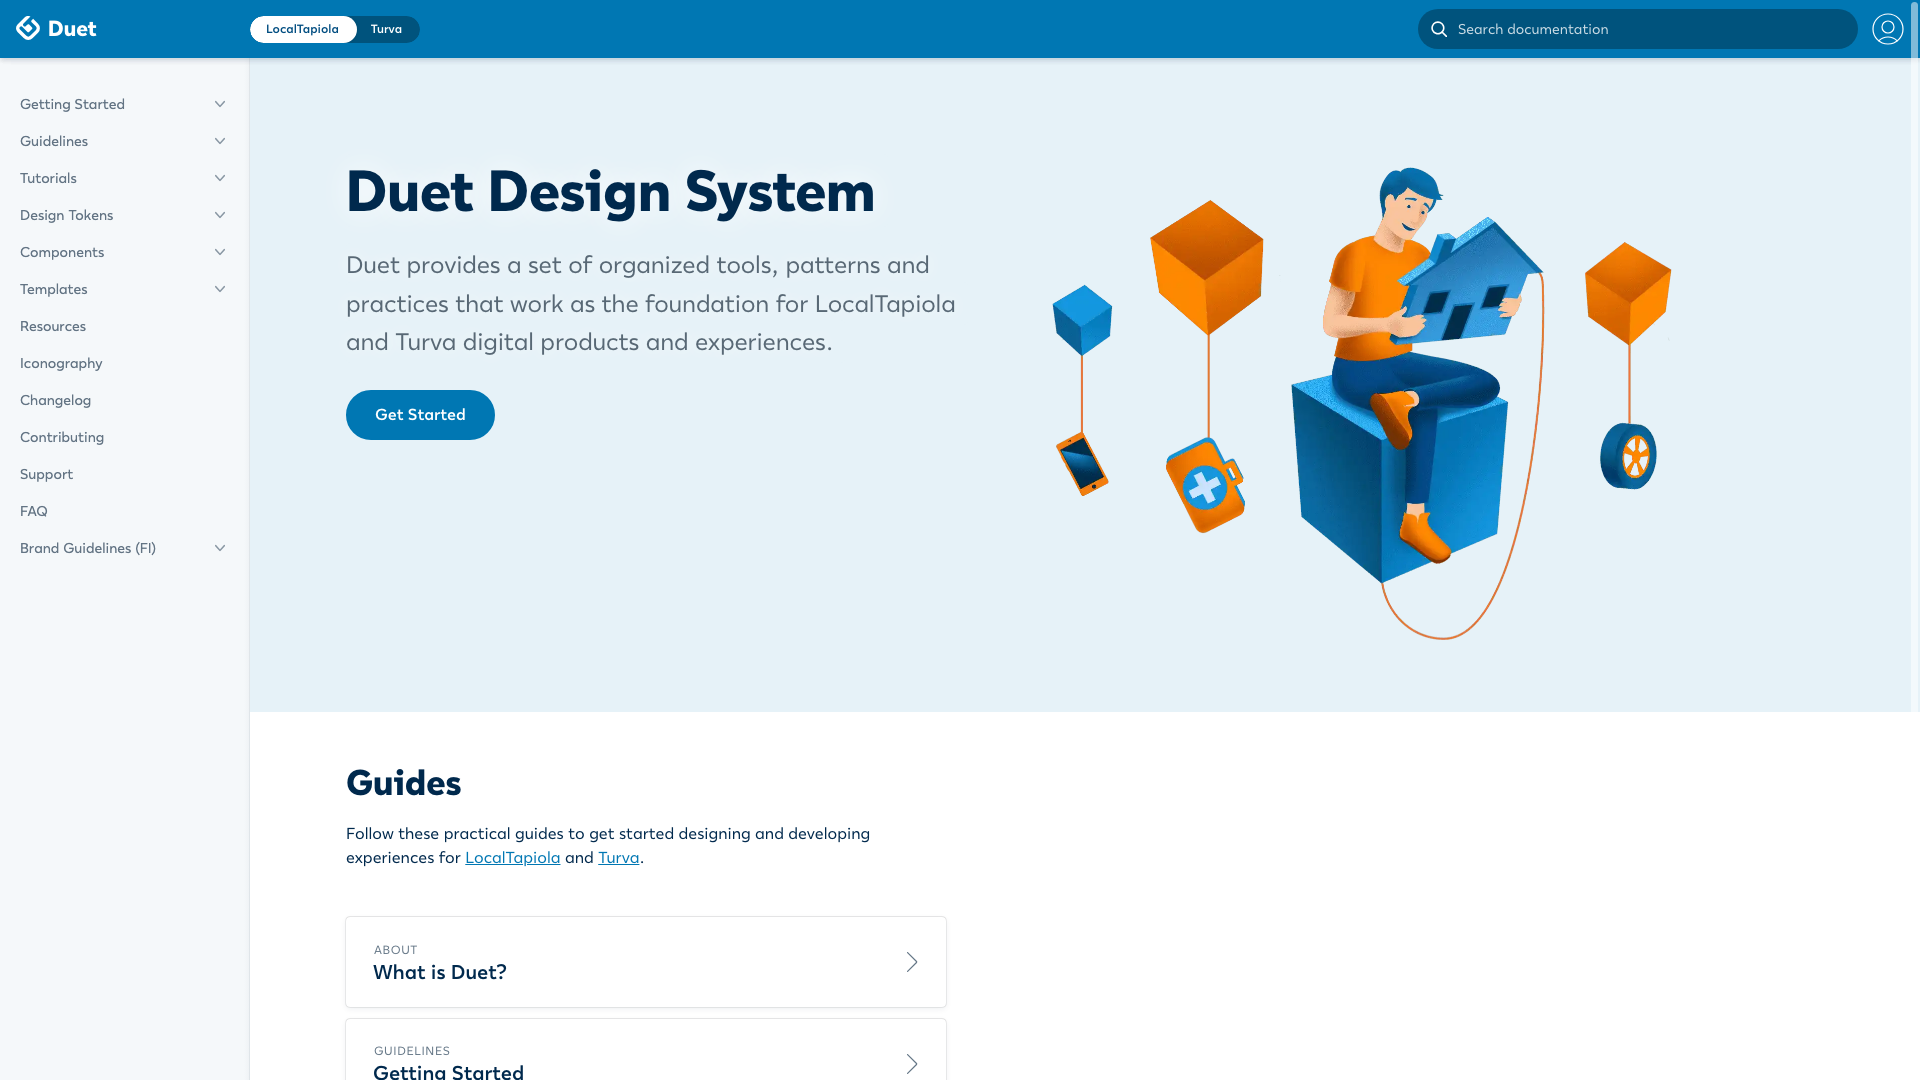 Duet
LocalTapiola
Turva
Search documentation
Getting Started
Guidelines
Tutorials
Design Tokens
Components
Templates
Resources
Iconography
Changelog
Contributing
Support
FAQ
Brand Guidelines (FI)
Duet Design System
Duet provides a set of organized tools, patterns and
practices that work as the foundation for LocalTapiola
and Turva digital products and experiences.
Get Started
Guides
Follow these practical guides to get started designing and developing
experiences for LocalTapiola and Turva.
ABOUT
What is Duet?
GUIDELINES
Getting Started